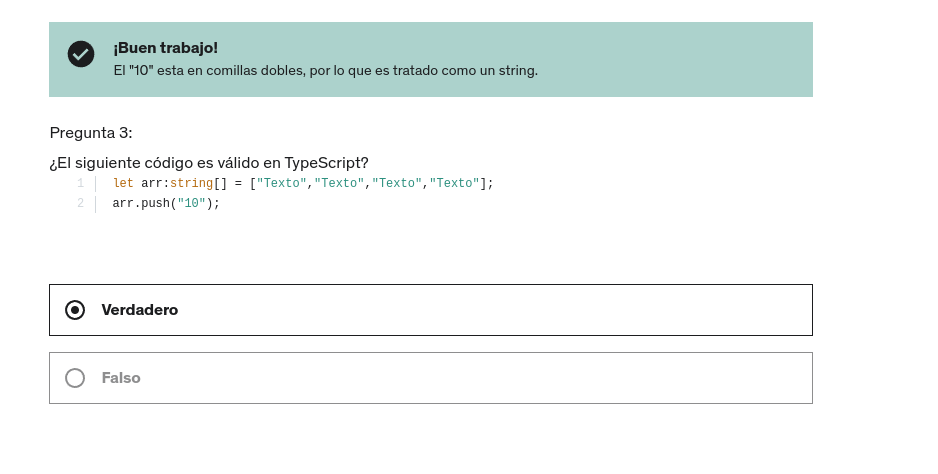 ¡Buen trabajo!
El "10" esta en comillas dobles, por lo que es tratado como un string.
Pregunta 3:
¿El siguiente código es válido en TypeScript?
1 let arr:string[] = ["Texto","Texto","Texto","Texto"];
2 arr.push("10");
Verdadero
Falso